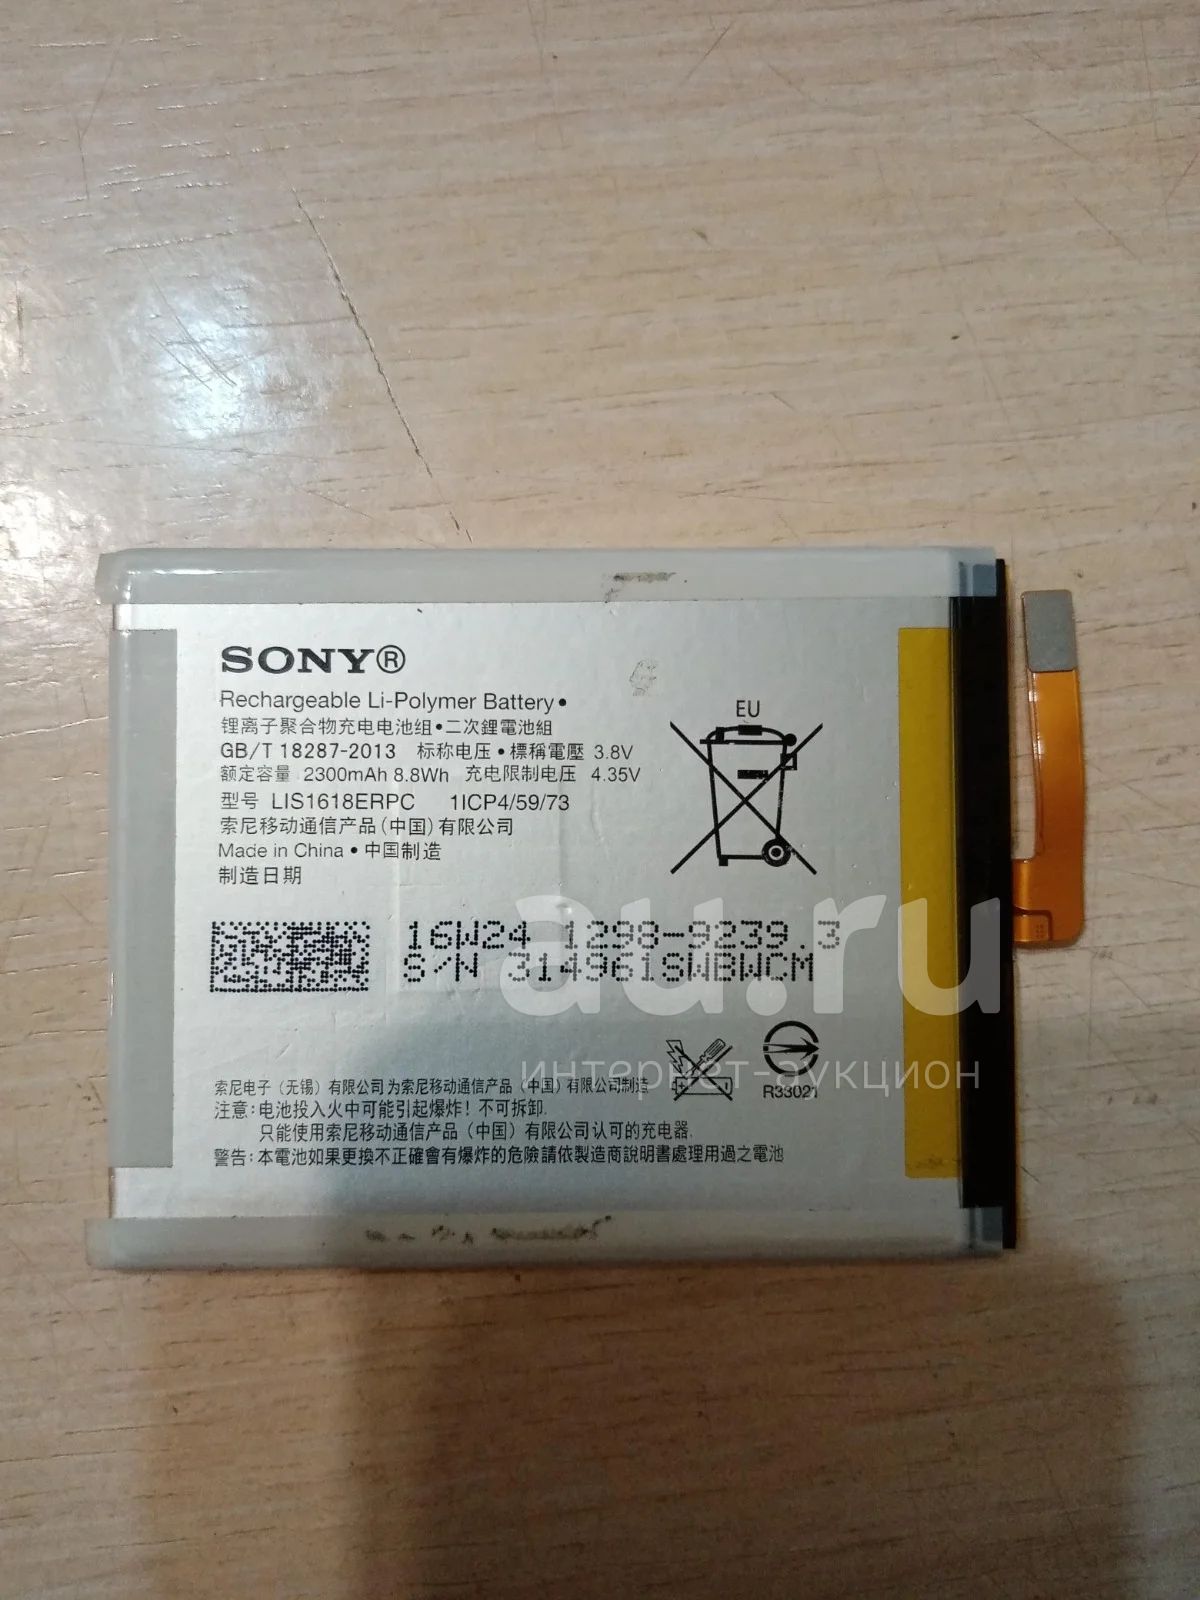 SONY®
Rechargeable Li-Polymer Battery •
锂离子聚合物充电电池组 • 二次鋰電池組
GB/T 18287-2013 标称电压 • 標稱電壓 3.8V
额定容量 2300mAh 8.8Wh 充电限制电压 4.35V
型号 LIS1618ERPC 1ICP4/59/73
索尼移动通信产品(中国)有限公司
Made in China • 中国制造
制造日期
EU
16W24 1298-9239.3
S/N 314961SWBWCM
au.ru
интернет-аукцион
R33021
索尼电子（无锡）有限公司为索尼移动通信产品（中国）有限公司制造
注意: 电池投入火中可能引起爆炸！不可拆卸.
只能使用索尼移动通信产品（中国）有限公司认可的充电器.
警告: 本電池如果更換不正確會有爆炸的危險請依製造商說明書處理用過之電池